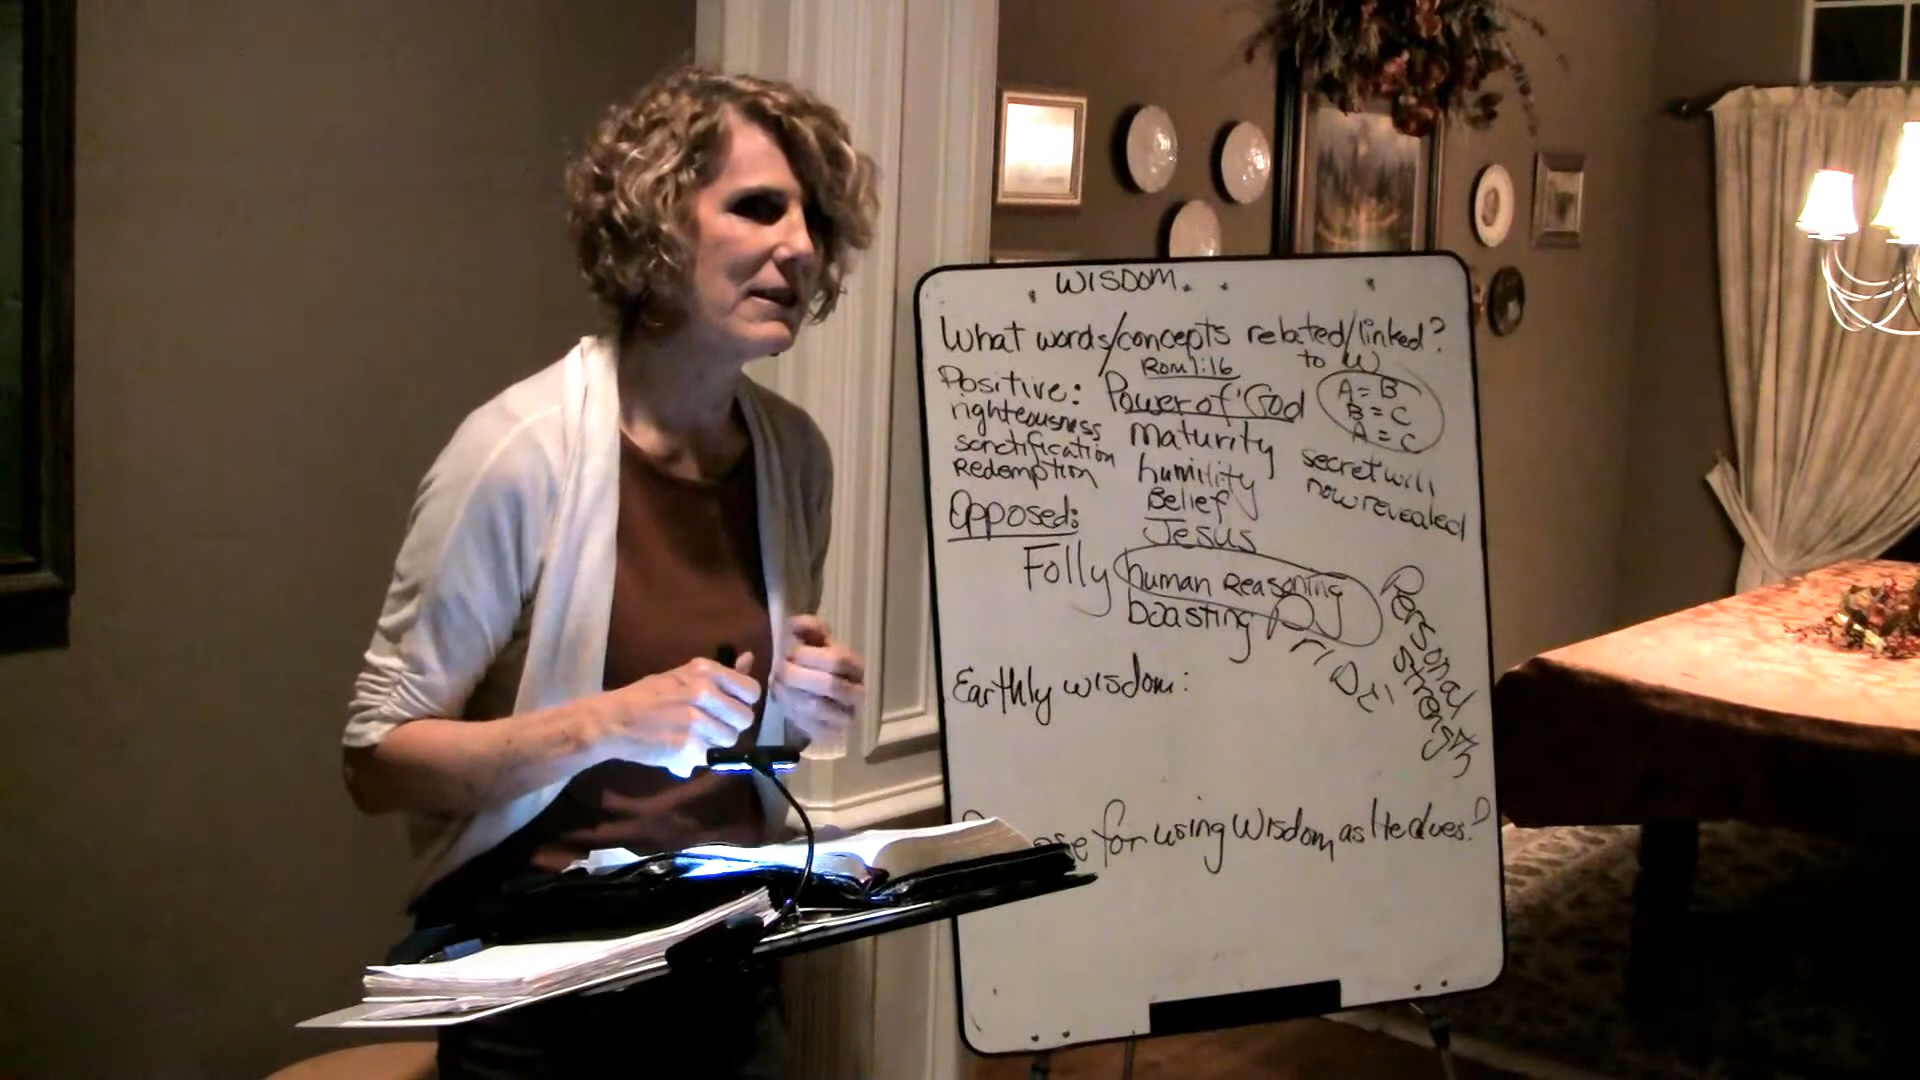 WISDOM
What words/concepts related/linked?
to W
Rom 1:16
Positive: Power of God
righteousness
sanctification
Redemption
maturity
humility
Belief
Jesus
A = B
B = C
A = C
secret will
now revealed
Opposed:
Folly human Reasoning
boasting Pride
Personal
strength
Earthly wisdom:
for using Wisdom as He does?